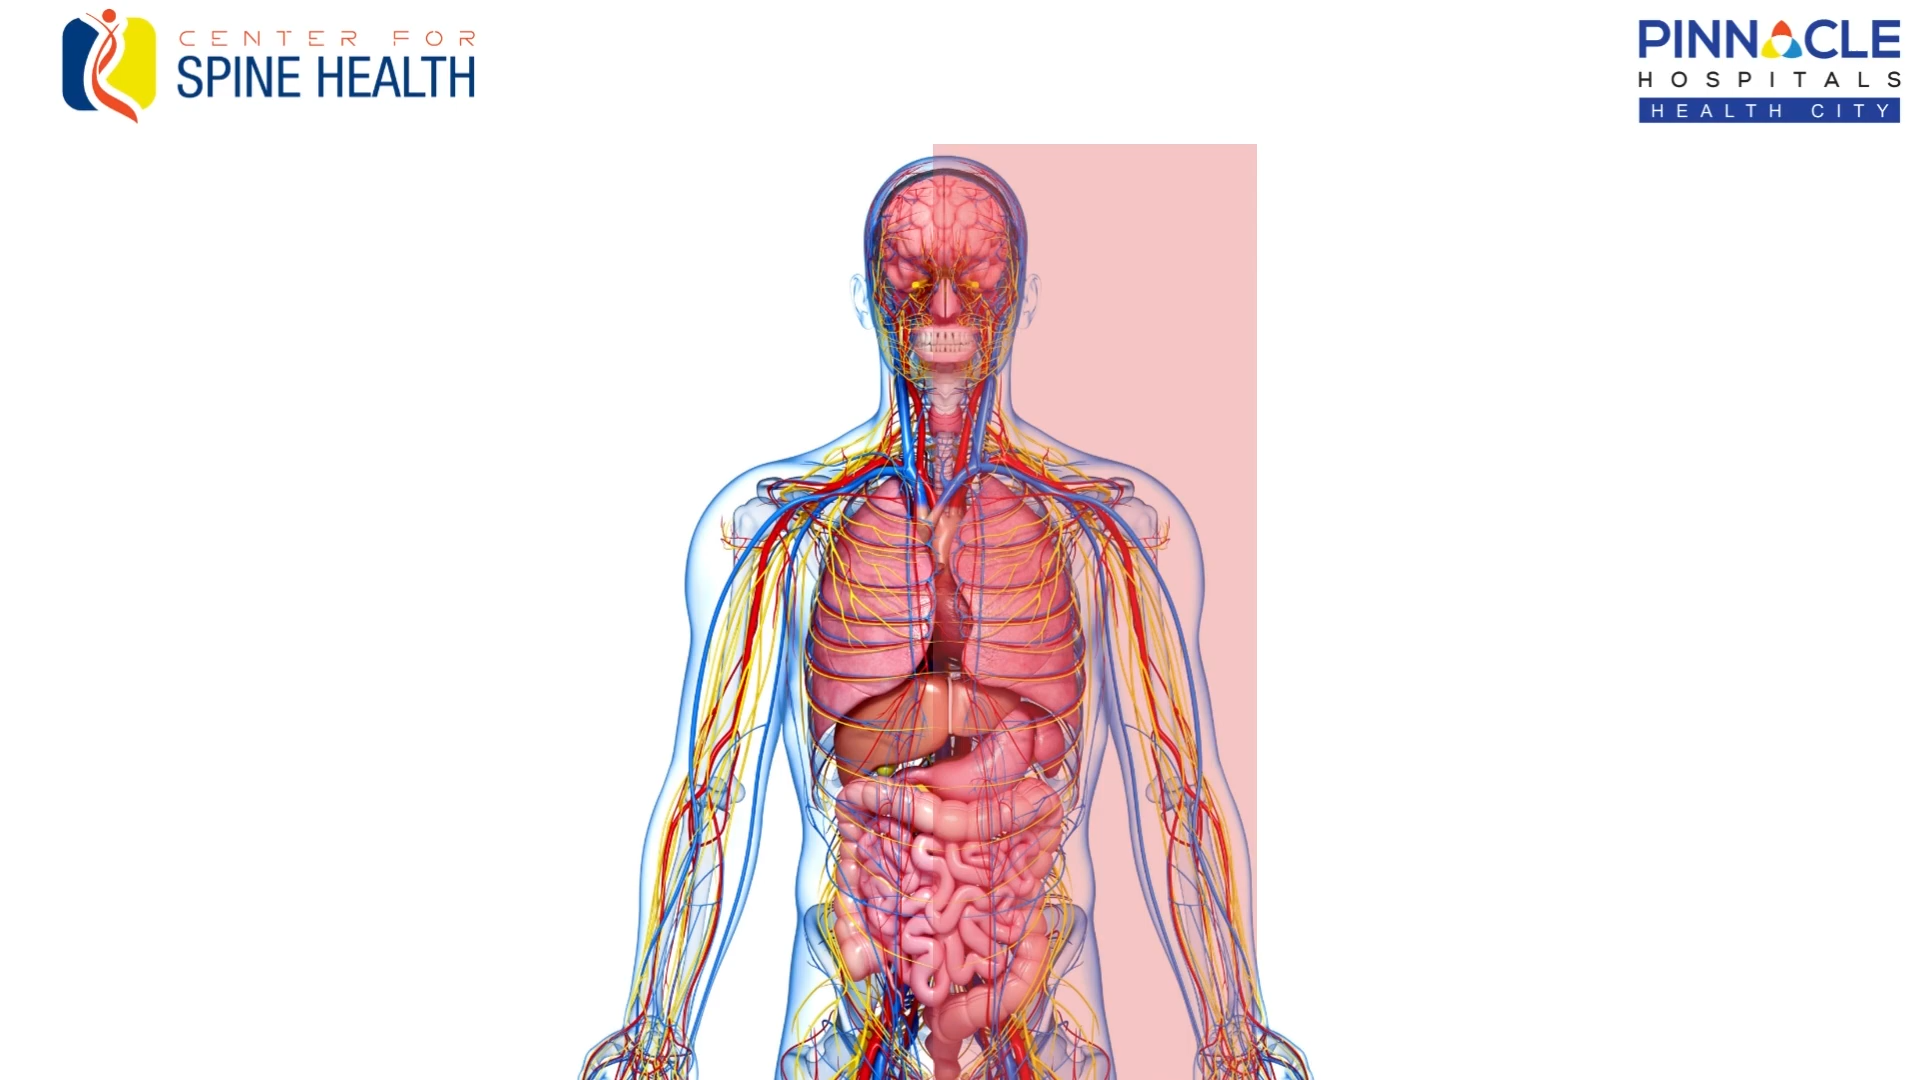 CENTER FOR
SPINE HEALTH
PINNACLE
HOSPITALS
HEALTH CITY